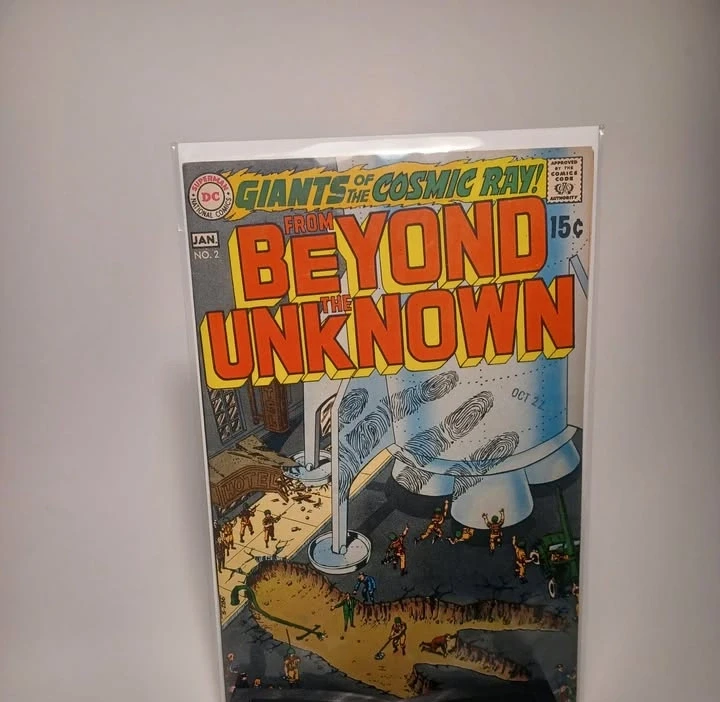 GIANTS OF THE COSMIC RAY!
SUPERMAN
DC
NATIONAL COMICS
APPROVED
BY THE
COMICS
CODE
AUTHORITY
JAN.
NO. 2
15¢
FROM
BEYOND
THE
UNKNOWN
OCT 22
HOTEL